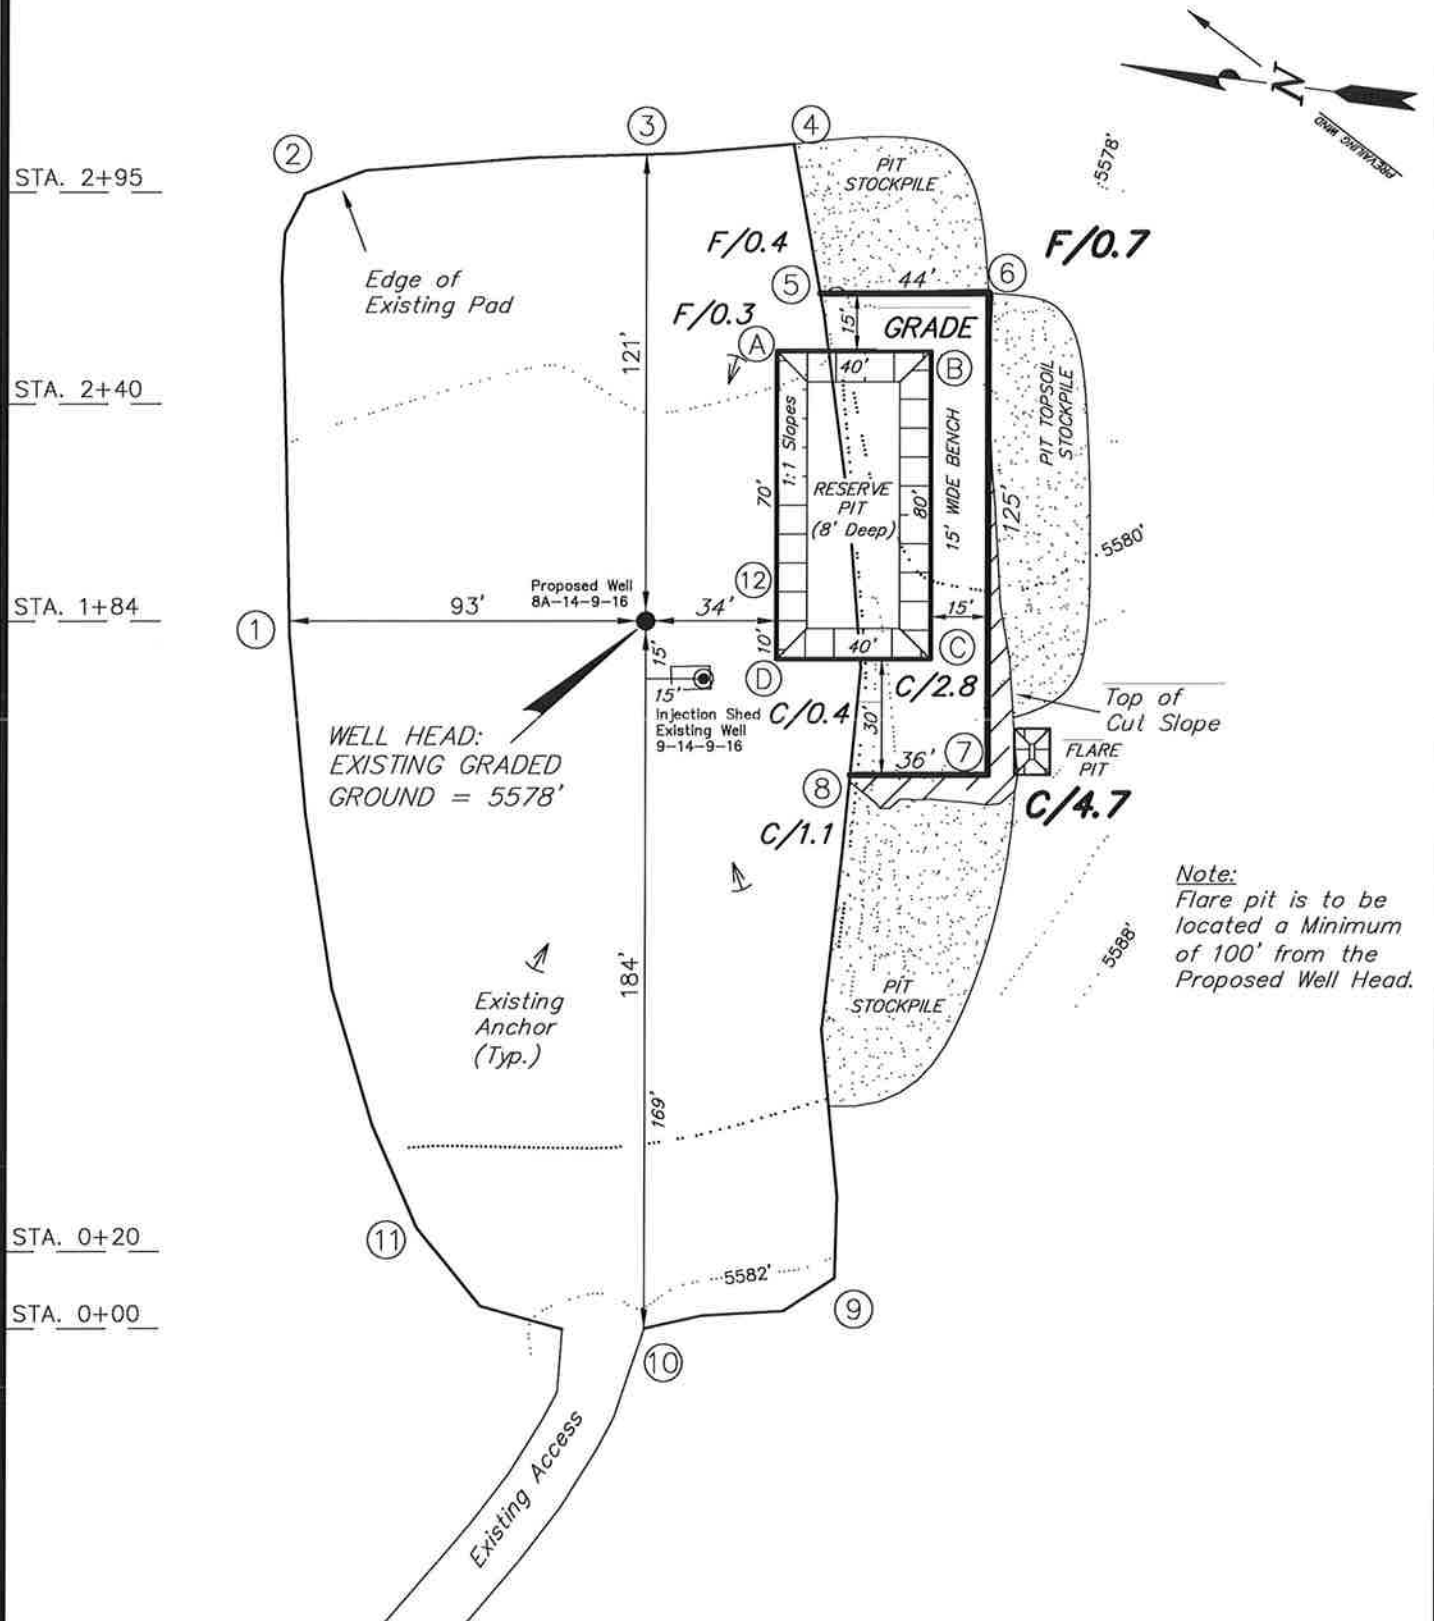 N
PREVAILING WIND
STA. 2+95
STA. 2+40
STA. 1+84
STA. 0+20
STA. 0+00
2
3
4
PIT
STOCKPILE
5578'
F/0.4
F/0.7
Edge of
Existing Pad
5
44'
6
F/0.3
15'
GRADE
A
40'
B
121'
1:1 Slopes
PIT TOPSOIL
STOCKPILE
70'
RESERVE
PIT
(8' Deep)
80'
15' WIDE BENCH
125'
5580'
Proposed Well
8A-14-9-16
12
1
93'
34'
10'
15'
40'
C
15'
15'
D
Injection Shed
Existing Well
9-14-9-16
C/0.4
C/2.8
30'
Top of
Cut Slope
WELL HEAD:
EXISTING GRADED
GROUND = 5578'
36'
7
FLARE
PIT
8
C/4.7
C/1.1
Note:
Flare pit is to be
located a Minimum
of 100' from the
Proposed Well Head.
5588'
184'
Existing
Anchor
(Typ.)
PIT
STOCKPILE
169'
11
5582'
9
10
Existing Access